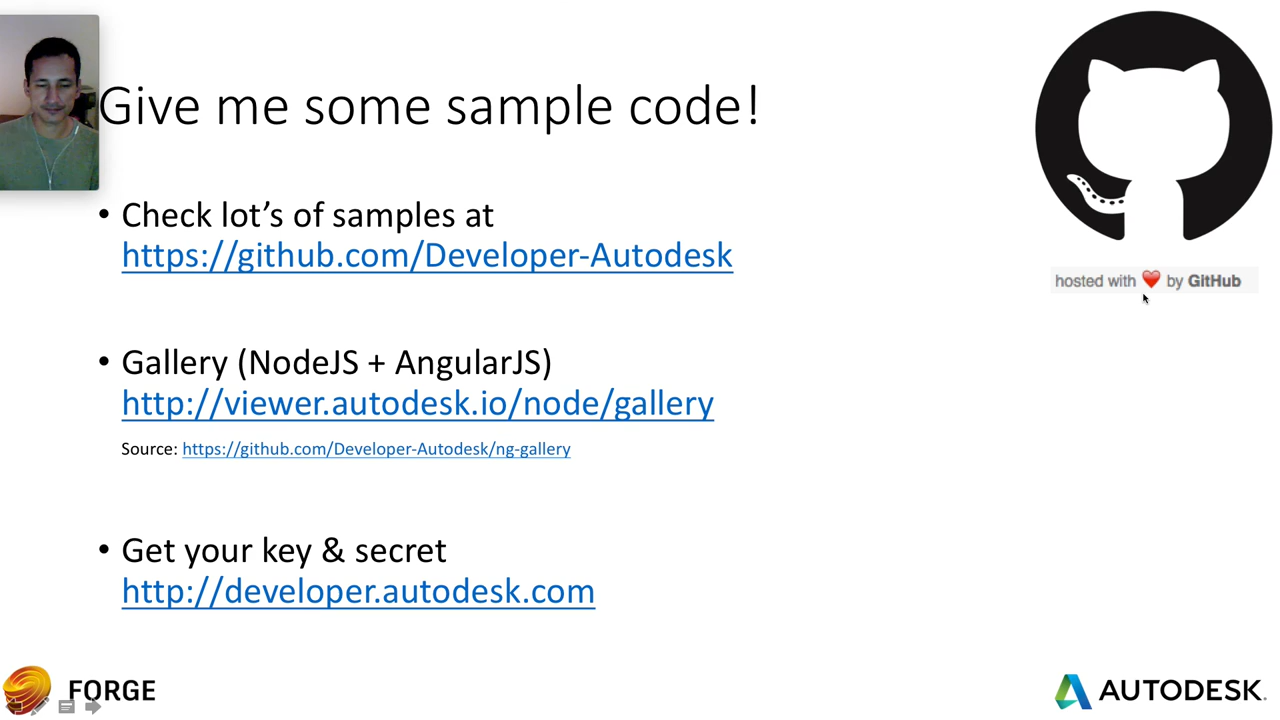 Give me some sample code!
• Check lot's of samples at
https://github.com/Developer-Autodesk
hosted with ❤️ by GitHub
• Gallery (NodeJS + AngularJS)
http://viewer.autodesk.io/node/gallery
Source: https://github.com/Developer-Autodesk/ng-gallery
• Get your key & secret
http://developer.autodesk.com
FORGE
AUTODESK.